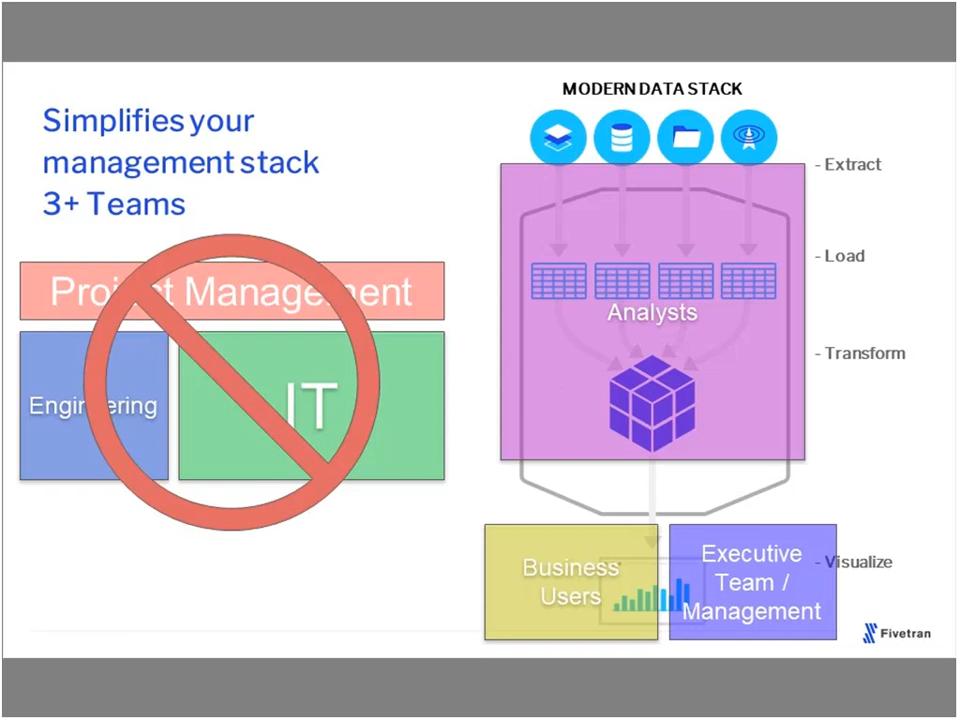 Simplifies your
management stack
3+ Teams
Project Management
Engineering
IT
MODERN DATA STACK
- Extract
- Load
Analysts
- Transform
Business
Users
Executive
Team /
Management
- Visualize
Fivetran